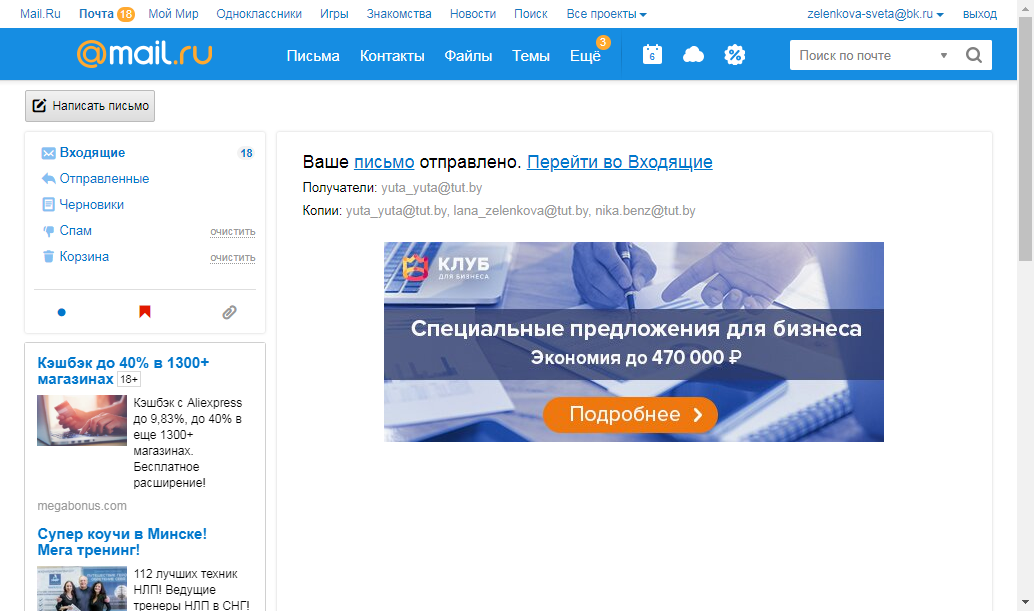 Mail.Ru Почта 18 Мой Мир Одноклассники Игры Знакомства Новости Поиск Все проекты zelenkova-sveta@bk.ru выход
@mail.ru Письма Контакты Файлы Темы Ещё 3 6 % Поиск по почте
Написать письмо
Входящие 18
Отправленные
Черновики
Спам очистить
Корзина очистить
Кэшбэк до 40% в 1300+
магазинах 18+
Кэшбэк с Aliexpress
до 9,83%, до 40% в
еще 1300+
магазинах.
Бесплатное
расширение!
megabonus.com
Супер коучи в Минске!
Мега тренинг!
112 лучших техник
НЛП! Ведущие
тренеры НЛП в СНГ!
Ваше письмо отправлено. Перейти во Входящие
Получатели: yuta_yuta@tut.by
Копии: yuta_yuta@tut.by, lana_zelenkova@tut.by, nika.benz@tut.by
КЛУБ
ДЛЯ БИЗНЕСА
Специальные предложения для бизнеса
Экономия до 470 000 ₽
Подробнее